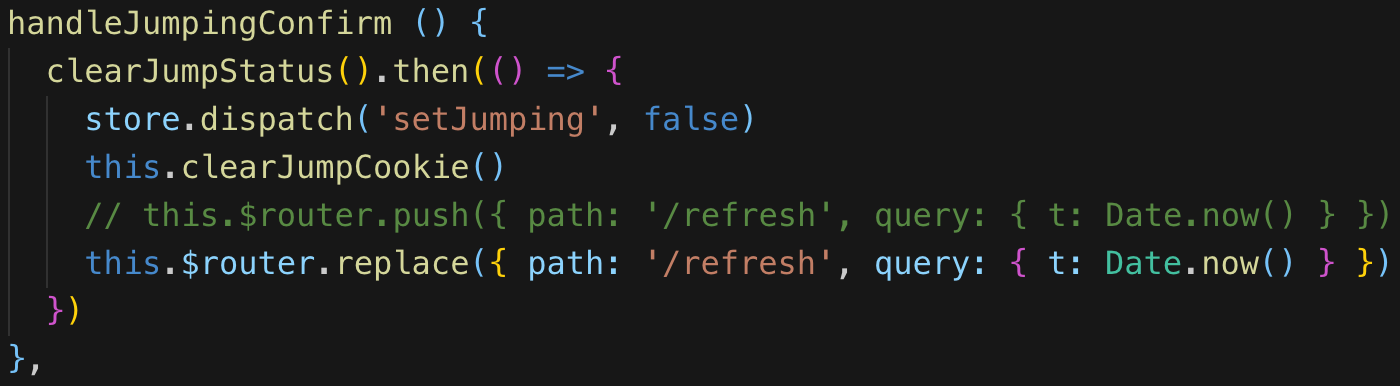 handleJumpingConfirm () {
  clearJumpStatus().then(() => {
    store.dispatch('setJumping', false)
    this.clearJumpCookie()
    // this.$router.push({ path: '/refresh', query: { t: Date.now() } })
    this.$router.replace({ path: '/refresh', query: { t: Date.now() } })
  })
},